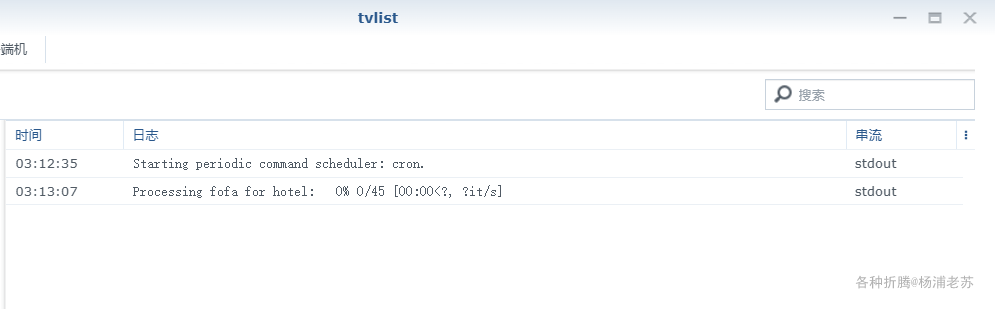 tvlist
端机
搜索
时间 日志 串流
03:12:35 Starting periodic command scheduler: cron. stdout
03:13:07 Processing fofa for hotel: 0% 0/45 [00:00<?, ?it/s] stdout
各种折腾@杨浦老苏